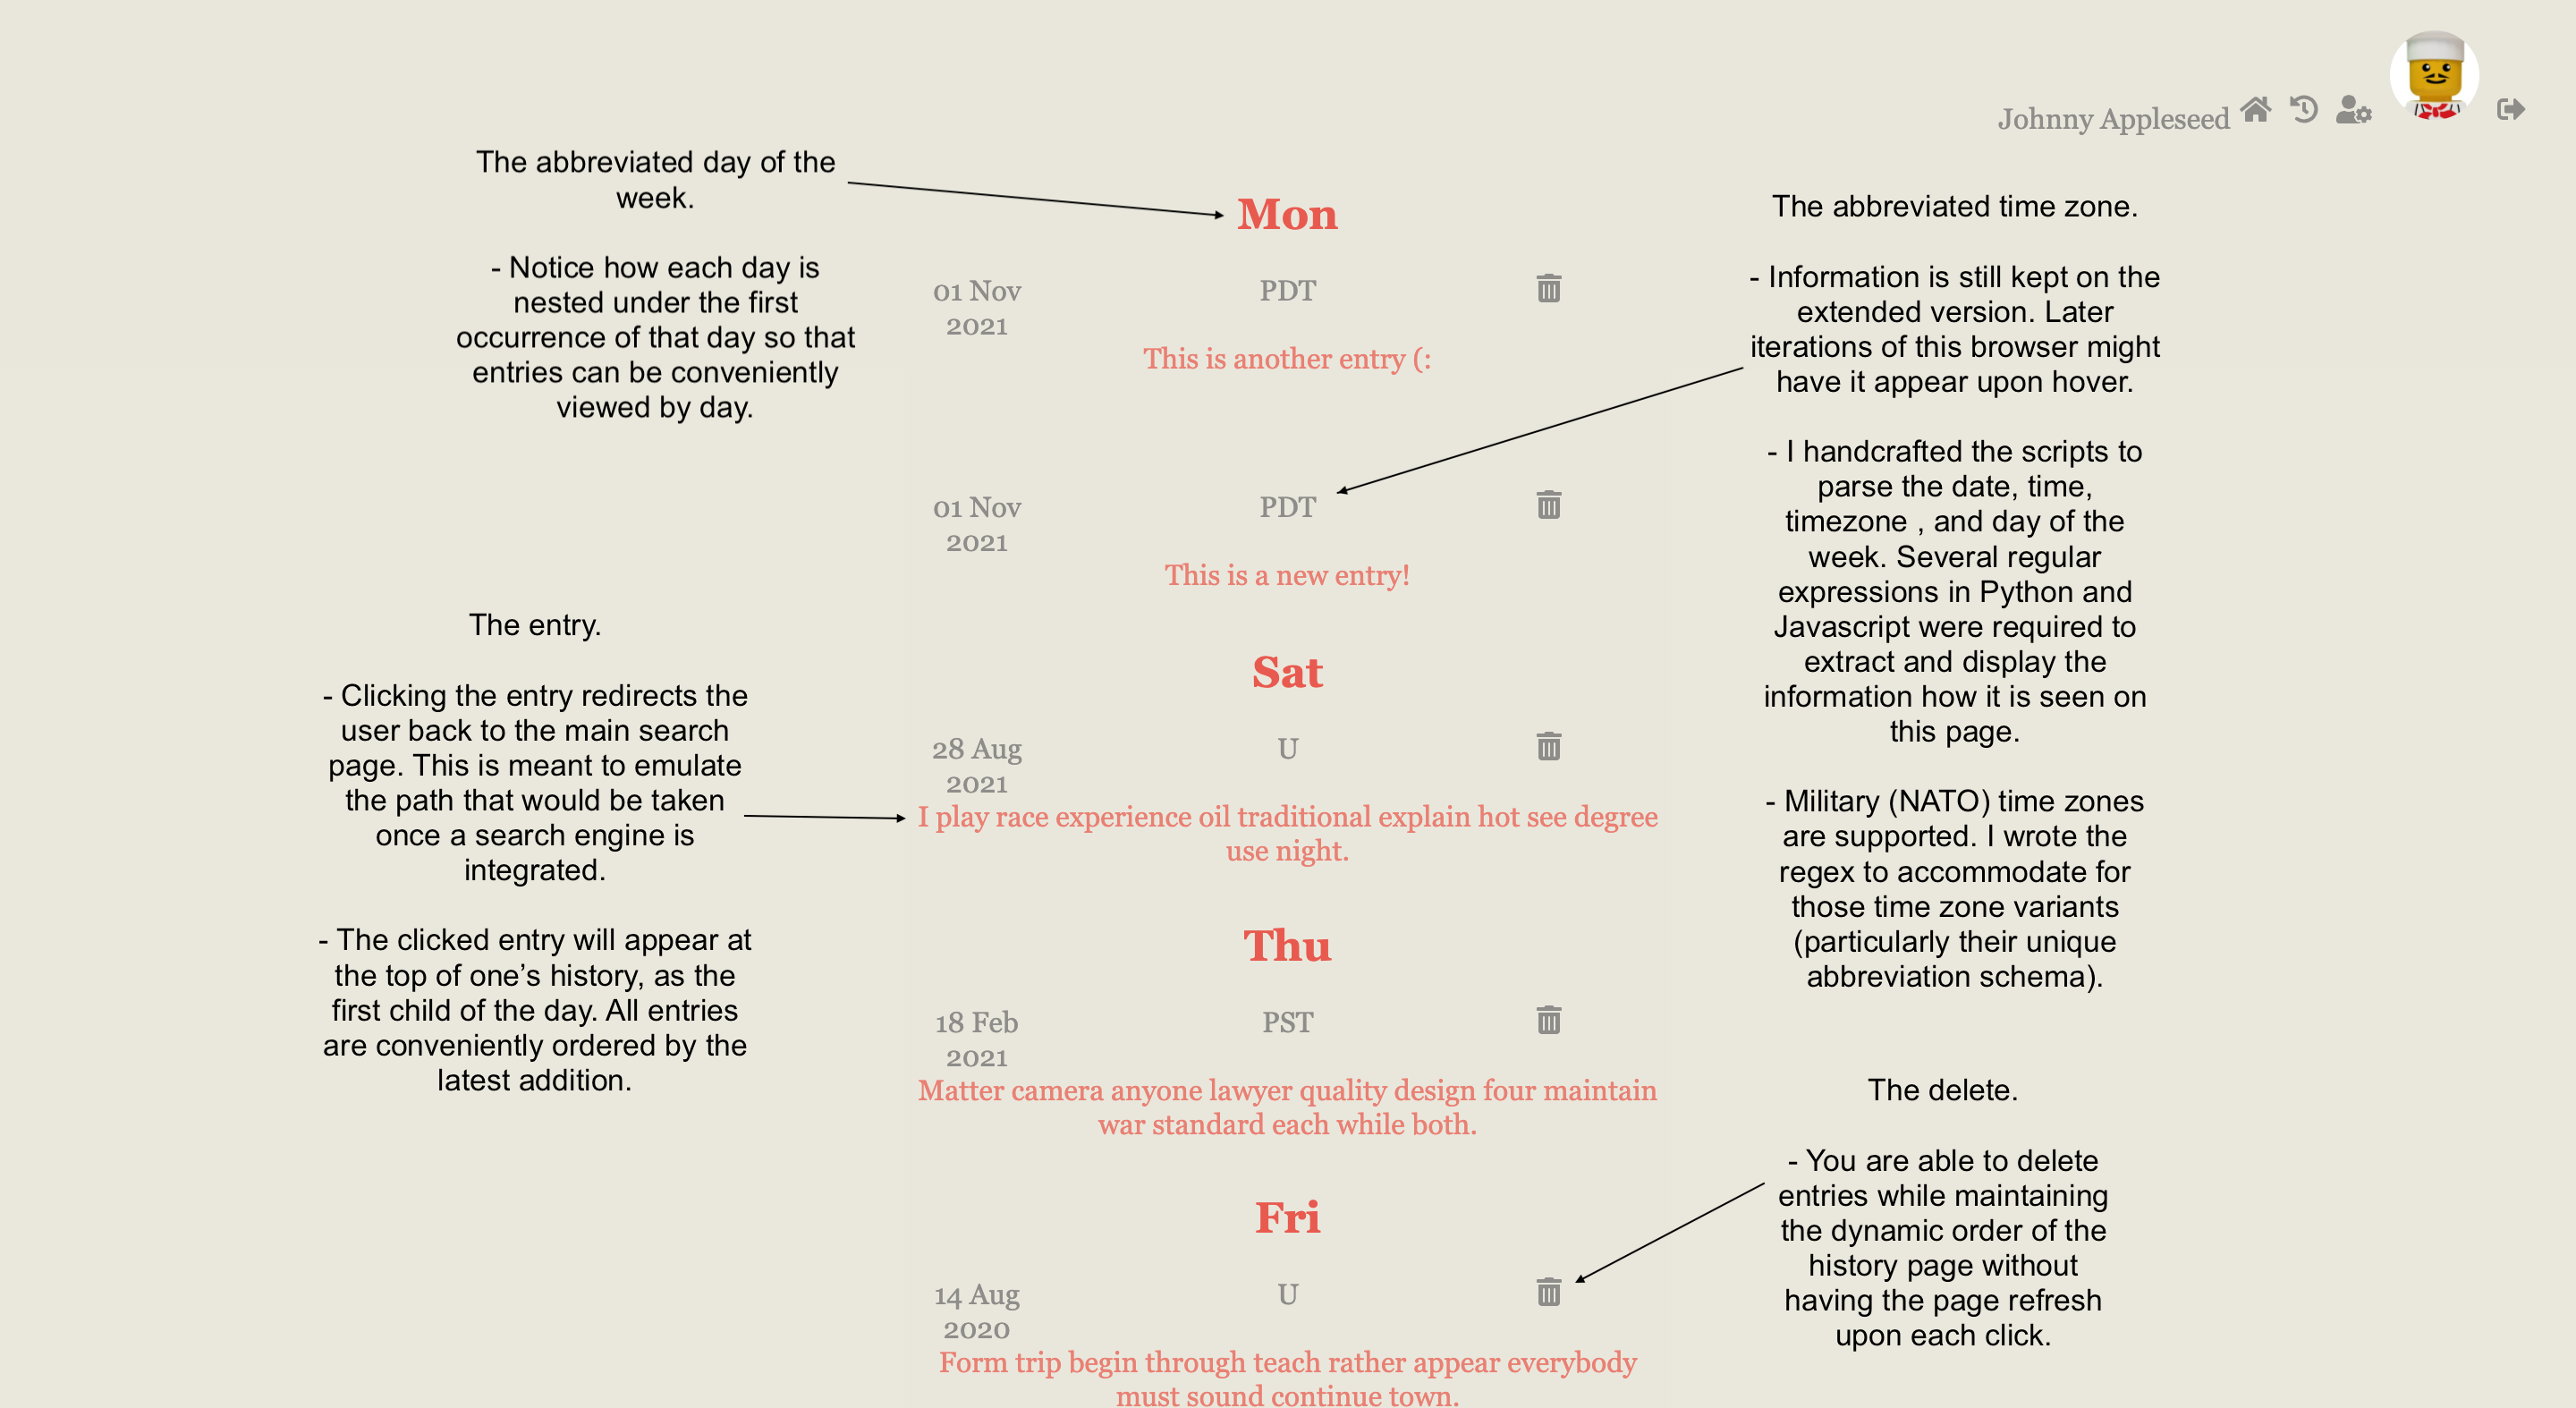 Johnny Appleseed
The abbreviated day of the
week.
- Notice how each day is
nested under the first
occurrence of that day so that
entries can be conveniently
viewed by day.
The entry.
- Clicking the entry redirects the
user back to the main search
page. This is meant to emulate
the path that would be taken
once a search engine is
integrated.
- The clicked entry will appear at
the top of one’s history, as the
first child of the day. All entries
are conveniently ordered by the
latest addition.
Mon
01 Nov
2021
PDT
This is another entry (:
01 Nov
2021
PDT
This is a new entry!
Sat
28 Aug
2021
U
I play race experience oil traditional explain hot see degree
use night.
Thu
18 Feb
2021
PST
Matter camera anyone lawyer quality design four maintain
war standard each while both.
Fri
14 Aug
2020
U
Form trip begin through teach rather appear everybody
must sound continue town.
The abbreviated time zone.
- Information is still kept on the
extended version. Later
iterations of this browser might
have it appear upon hover.
- I handcrafted the scripts to
parse the date, time,
timezone , and day of the
week. Several regular
expressions in Python and
Javascript were required to
extract and display the
information how it is seen on
this page.
- Military (NATO) time zones
are supported. I wrote the
regex to accommodate for
those time zone variants
(particularly their unique
abbreviation schema).
The delete.
- You are able to delete
entries while maintaining
the dynamic order of the
history page without
having the page refresh
upon each click.